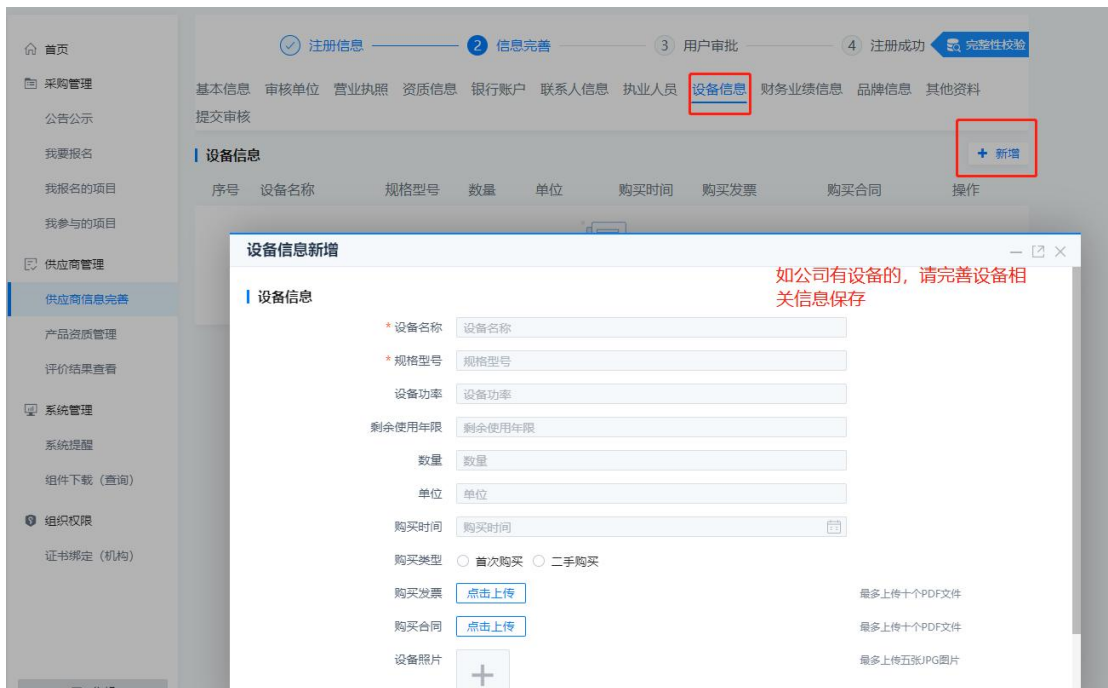 首页
采购管理
公告公示
我要报名
我报名的项目
我参与的项目
供应商管理
供应商信息完善
产品资质管理
评价结果查看
系统管理
系统提醒
组件下载（查询）
组织权限
证书绑定（机构）
注册信息 2 信息完善 3 用户审批 4 注册成功 完整性校验
基本信息 审核单位 营业执照 资质信息 银行账户 联系人信息 执业人员 设备信息 财务业绩信息 品牌信息 其他资料
提交审核
设备信息 + 新增
序号 设备名称 规格型号 数量 单位 购买时间 购买发票 购买合同 操作
设备信息新增
如公司有设备的，请完善设备相
关信息保存
设备信息
* 设备名称 设备名称
* 规格型号 规格型号
设备功率 设备功率
剩余使用年限 剩余使用年限
数量 数量
单位 单位
购买时间 购买时间
购买类型 首次购买 二手购买
购买发票 点击上传 最多上传十个PDF文件
购买合同 点击上传 最多上传十个PDF文件
设备照片 最多上传五张JPG图片